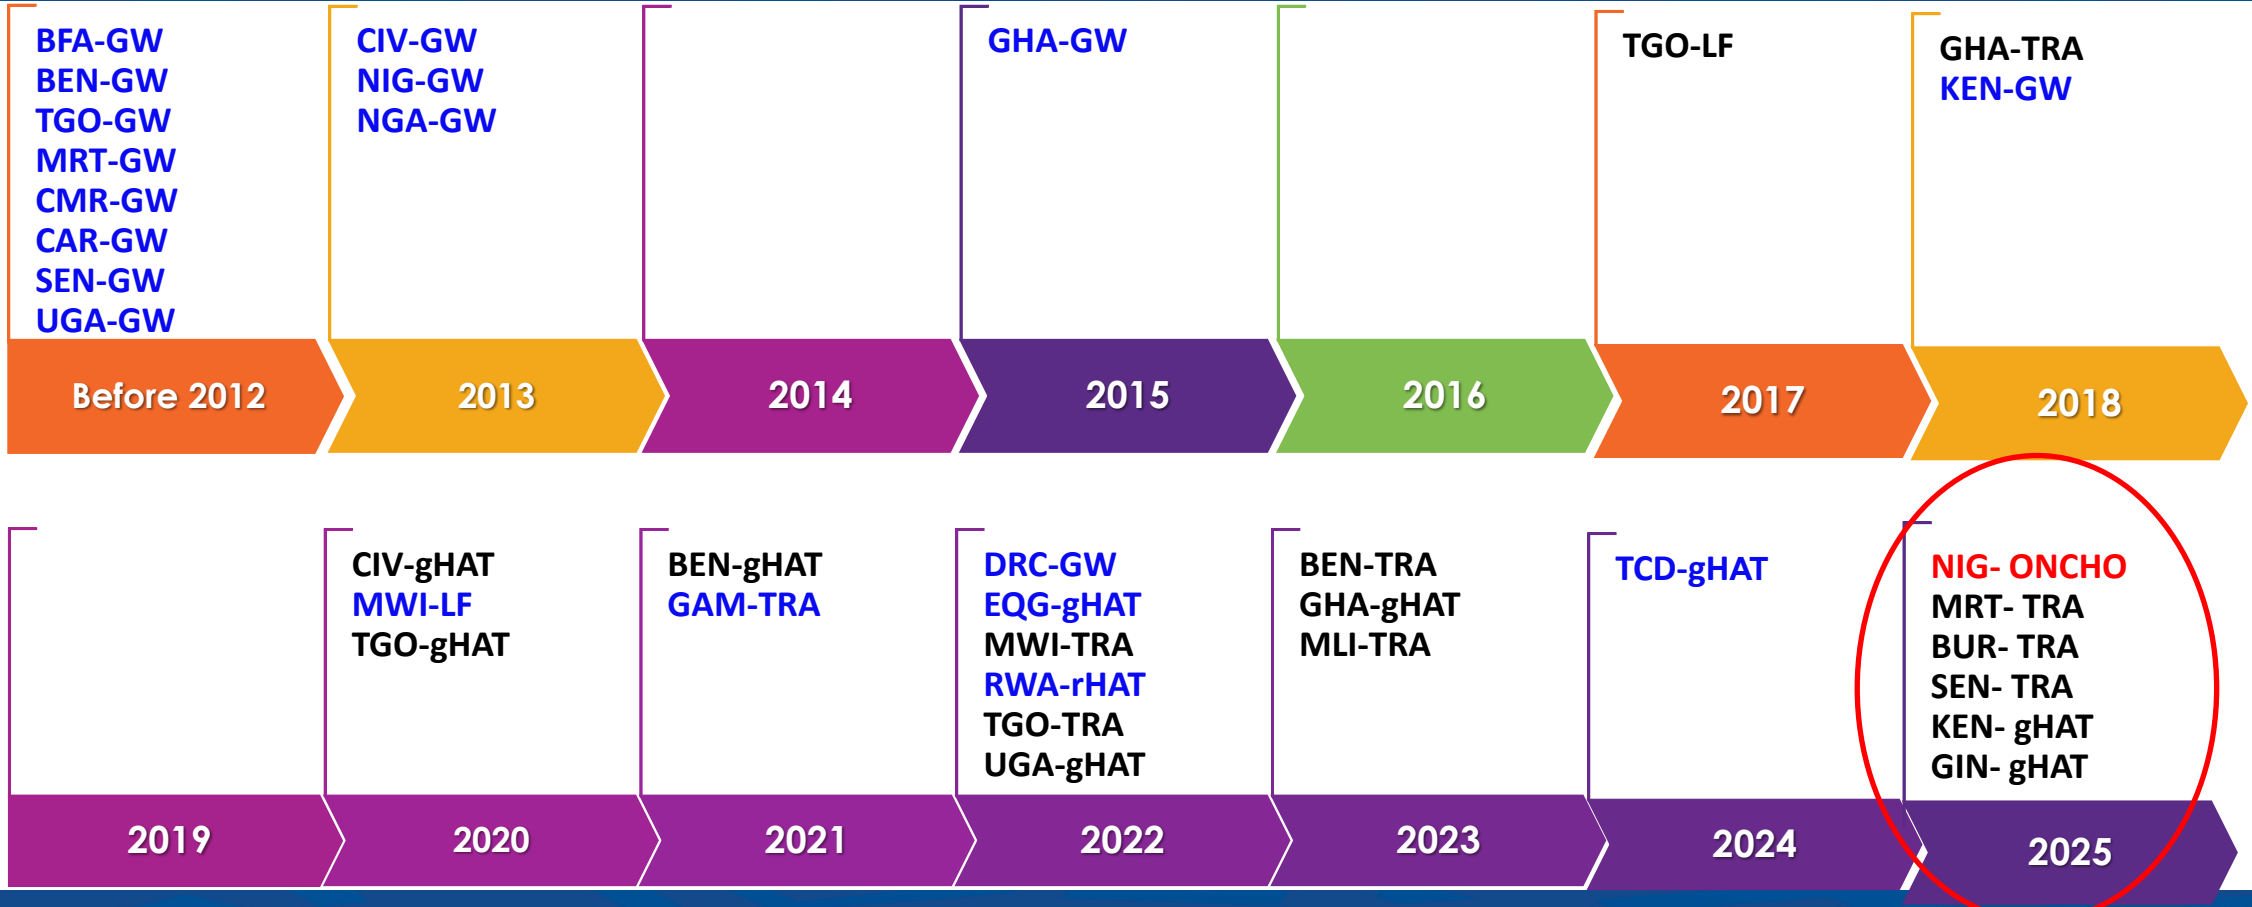 BFA-GW
BEN-GW
TGO-GW
MRT-GW
CMR-GW
CAR-GW
SEN-GW
UGA-GW
Before 2012
CIV-GW
NIG-GW
NGA-GW
2013
2014
GHA-GW
2015
2016
TGO-LF
2017
GHA-TRA
KEN-GW
2018
2019
CIV-gHAT
MWI-LF
TGO-gHAT
2020
BEN-gHAT
GAM-TRA
2021
DRC-GW
EQG-gHAT
MWI-TRA
RWA-rHAT
TGO-TRA
UGA-gHAT
2022
BEN-TRA
GHA-gHAT
MLI-TRA
2023
TCD-gHAT
2024
NIG- ONCHO
MRT- TRA
BUR- TRA
SEN- TRA
KEN- gHAT
GIN- gHAT
2025